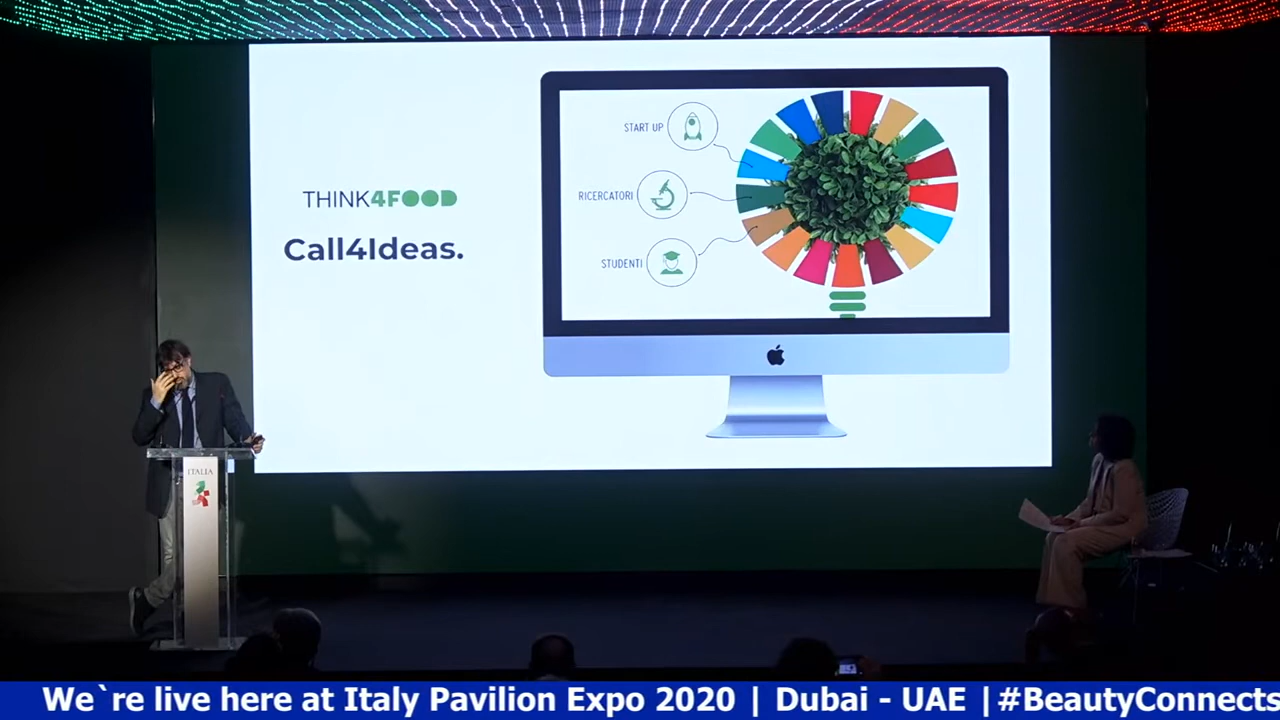 THINK4FOOD
Call4Ideas.
START UP
RICERCATORI
STUDENTI
ITALIA
We`re live here at Italy Pavilion Expo 2020 | Dubai - UAE |#BeautyConnects